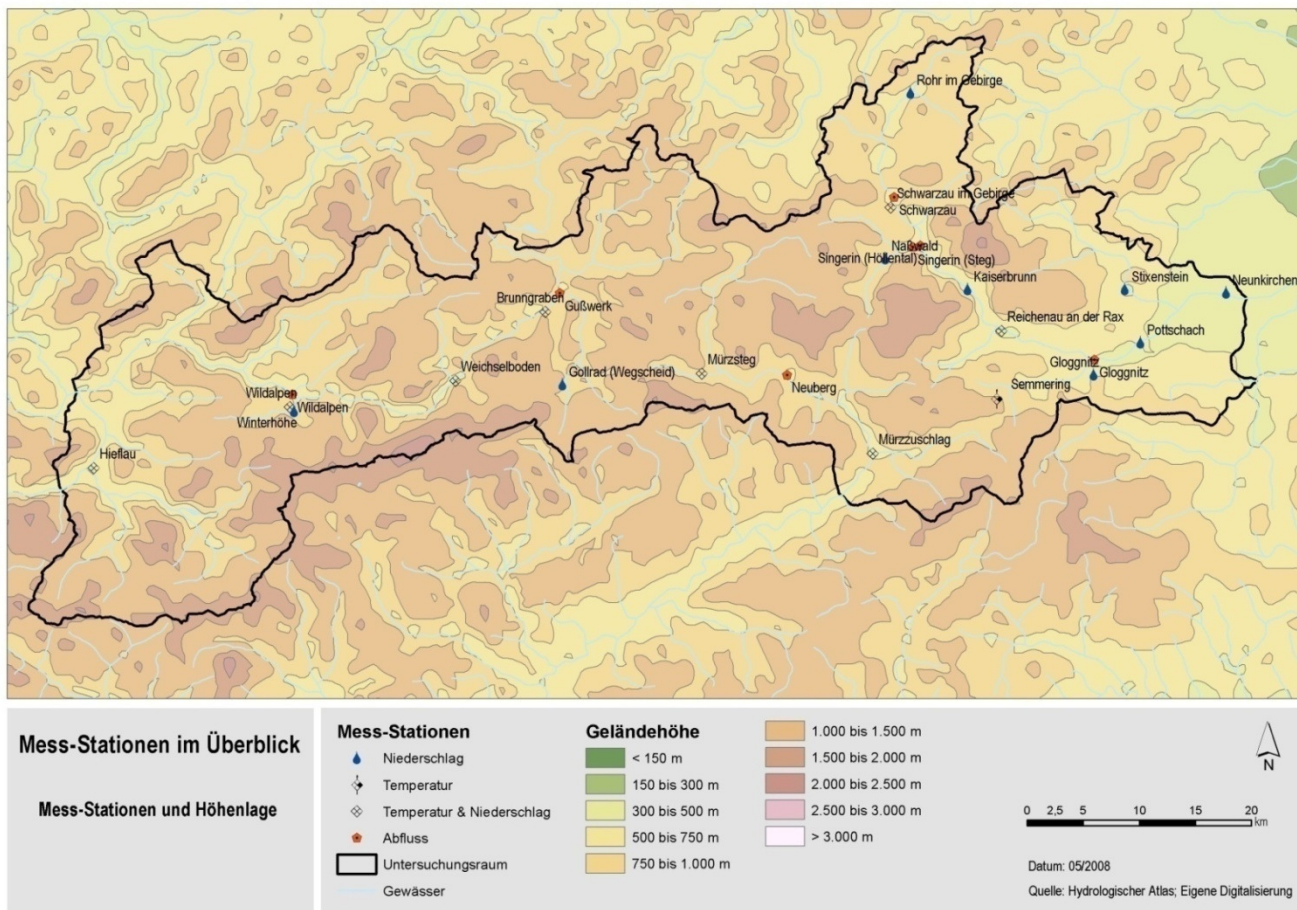 Rohr im Gebirge
Schwarzau im Gebirge
Schwarzau
Naßwald
Singerin (Höllental)
Singerin (Steg)
Kaiserbrunn
Stixenstein
Neunkirchen
Brunngraben
Gußwerk
Reichenau an der Rax
Pottschach
Weichselboden
Gollrad (Wegscheid)
Mürzsteg
Neuberg
Gloggnitz
Gloggnitz
Semmering
Wildalpen
Wildalpen
Winterhöhe
Hieflau
Mürzzuschlag
Mess-Stationen im Überblick
Mess-Stationen und Höhenlage
Mess-Stationen
Niederschlag
Temperatur
Temperatur & Niederschlag
Abfluss
Untersuchungsraum
Gewässer
Geländehöhe
< 150 m
150 bis 300 m
300 bis 500 m
500 bis 750 m
750 bis 1.000 m
1.000 bis 1.500 m
1.500 bis 2.000 m
2.000 bis 2.500 m
2.500 bis 3.000 m
> 3.000 m
N
0 2,5 5 10 15 20
km
Datum: 05/2008
Quelle: Hydrologischer Atlas; Eigene Digitalisierung